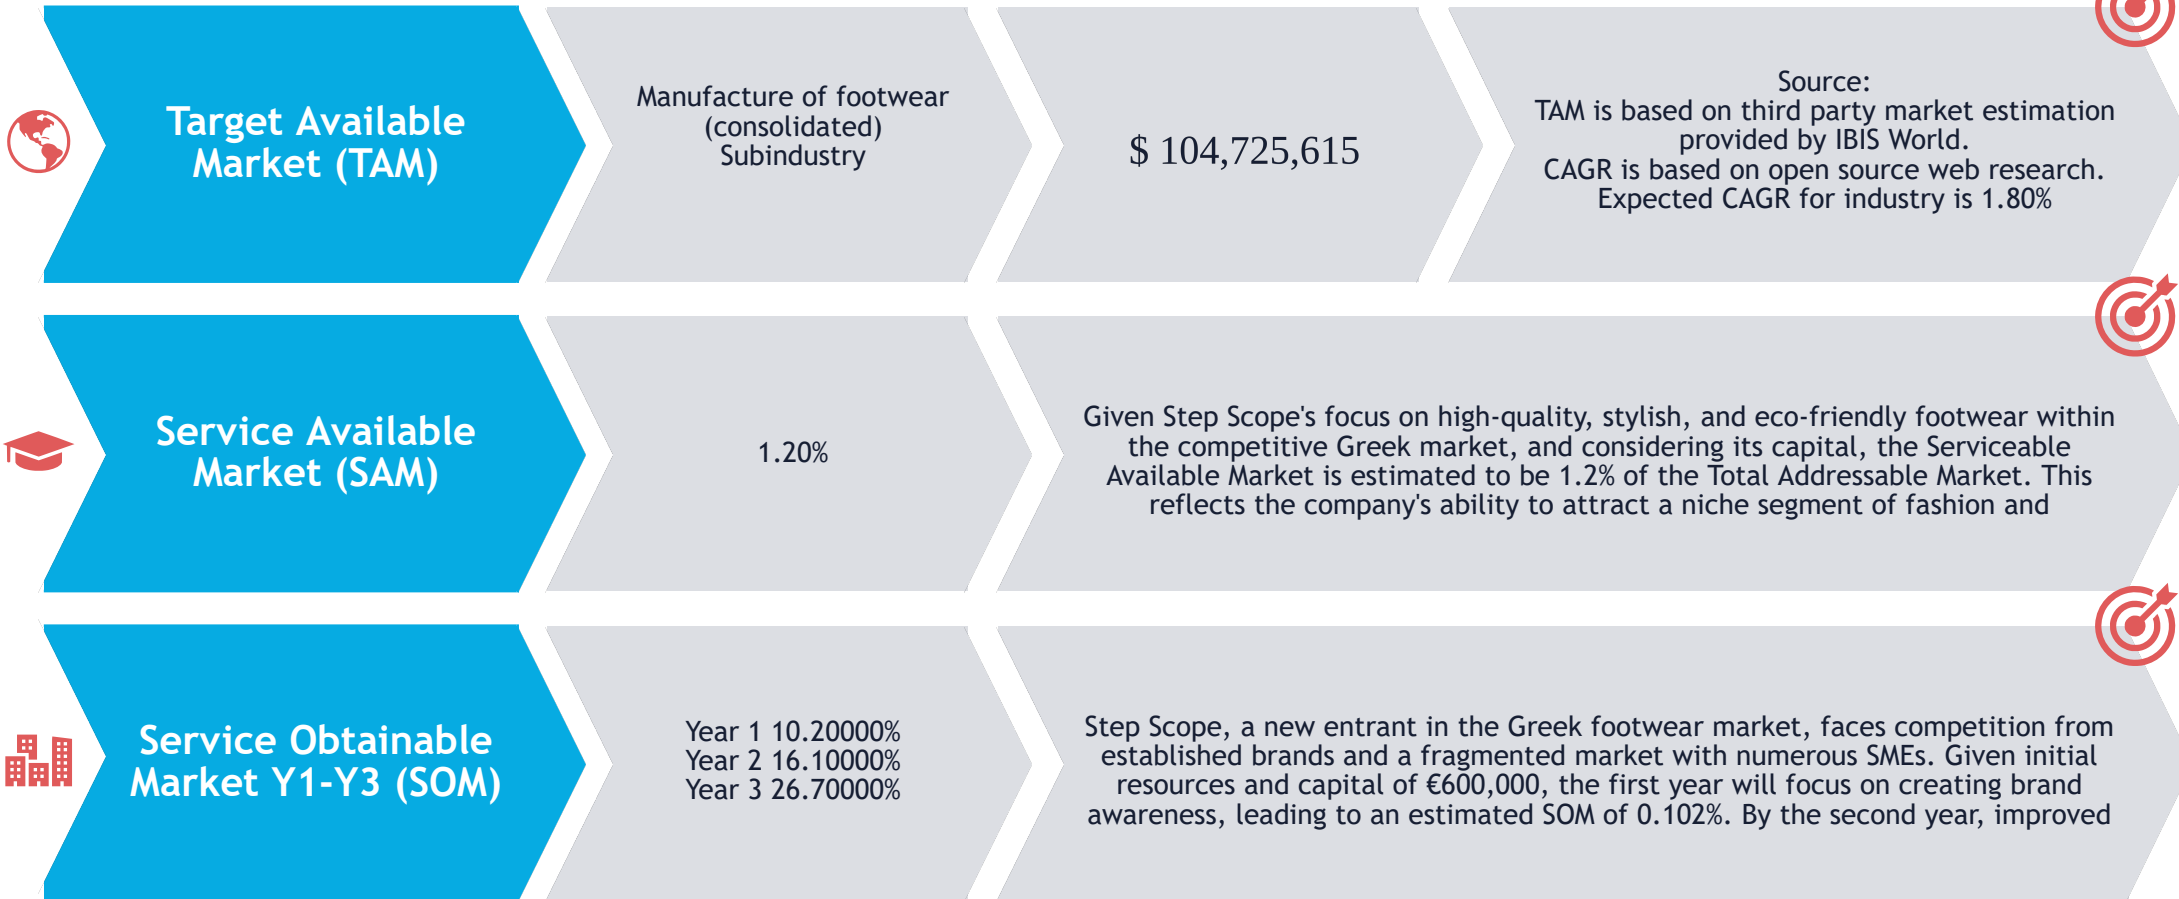 Target Available
Market (TAM)
Manufacture of footwear
(consolidated)
Subindustry
$ 104,725,615
Source:
TAM is based on third party market estimation
provided by IBIS World.
CAGR is based on open source web research.
Expected CAGR for industry is 1.80%
Service Available
Market (SAM)
1.20%
Given Step Scope's focus on high-quality, stylish, and eco-friendly footwear within
the competitive Greek market, and considering its capital, the Serviceable
Available Market is estimated to be 1.2% of the Total Addressable Market. This
reflects the company's ability to attract a niche segment of fashion and
Service Obtainable
Market Y1-Y3 (SOM)
Year 1 10.20000%
Year 2 16.10000%
Year 3 26.70000%
Step Scope, a new entrant in the Greek footwear market, faces competition from
established brands and a fragmented market with numerous SMEs. Given initial
resources and capital of €600,000, the first year will focus on creating brand
awareness, leading to an estimated SOM of 0.102%. By the second year, improved